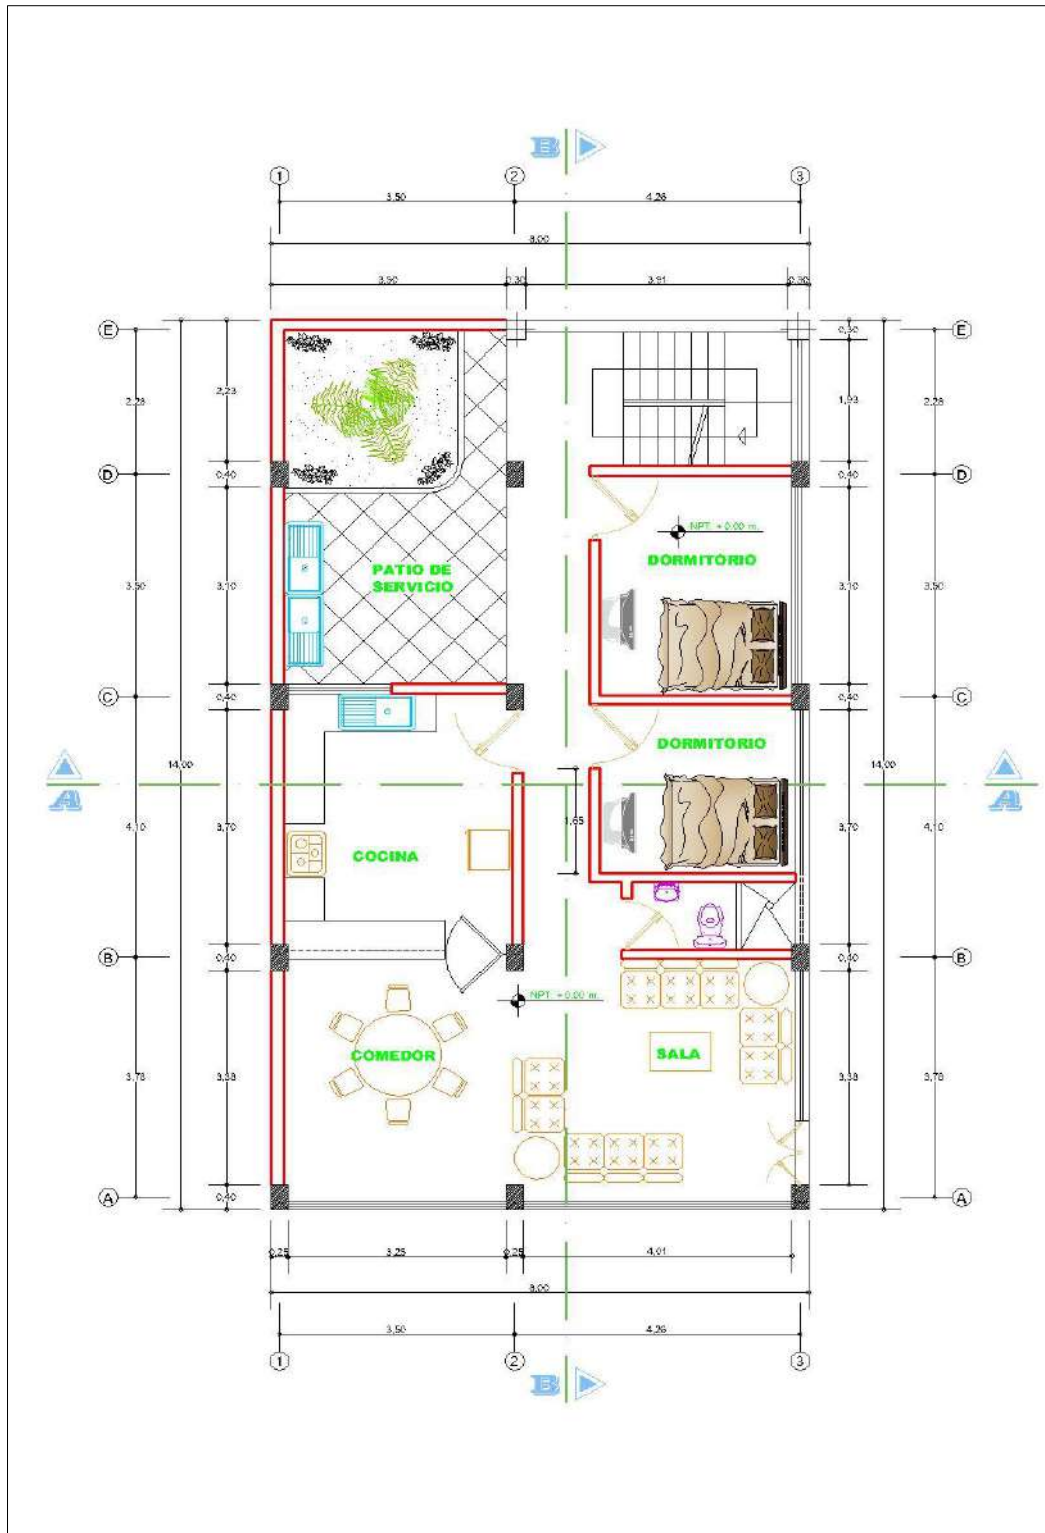 B
1
2
3
3,50
4,26
8,00
3,50
0,30
3,91
0,30
E
E
0,30
2,23
1,93
2,28
2,28
D
D
0,40
0,40
NPT. +0.00 m.
DORMITORIO
PATIO DE
SERVICIO
3,50
3,10
3,10
3,50
C
C
0,40
0,40
DORMITORIO
14,00
14,00
A
A
1,65
4,10
3,70
3,70
4,10
COCINA
B
B
0,40
0,40
NPT. +0.00 m.
COMEDOR
SALA
3,78
3,38
3,38
3,78
A
A
0,40
0,25
3,25
0,25
4,01
8,00
3,50
4,26
1
2
3
B